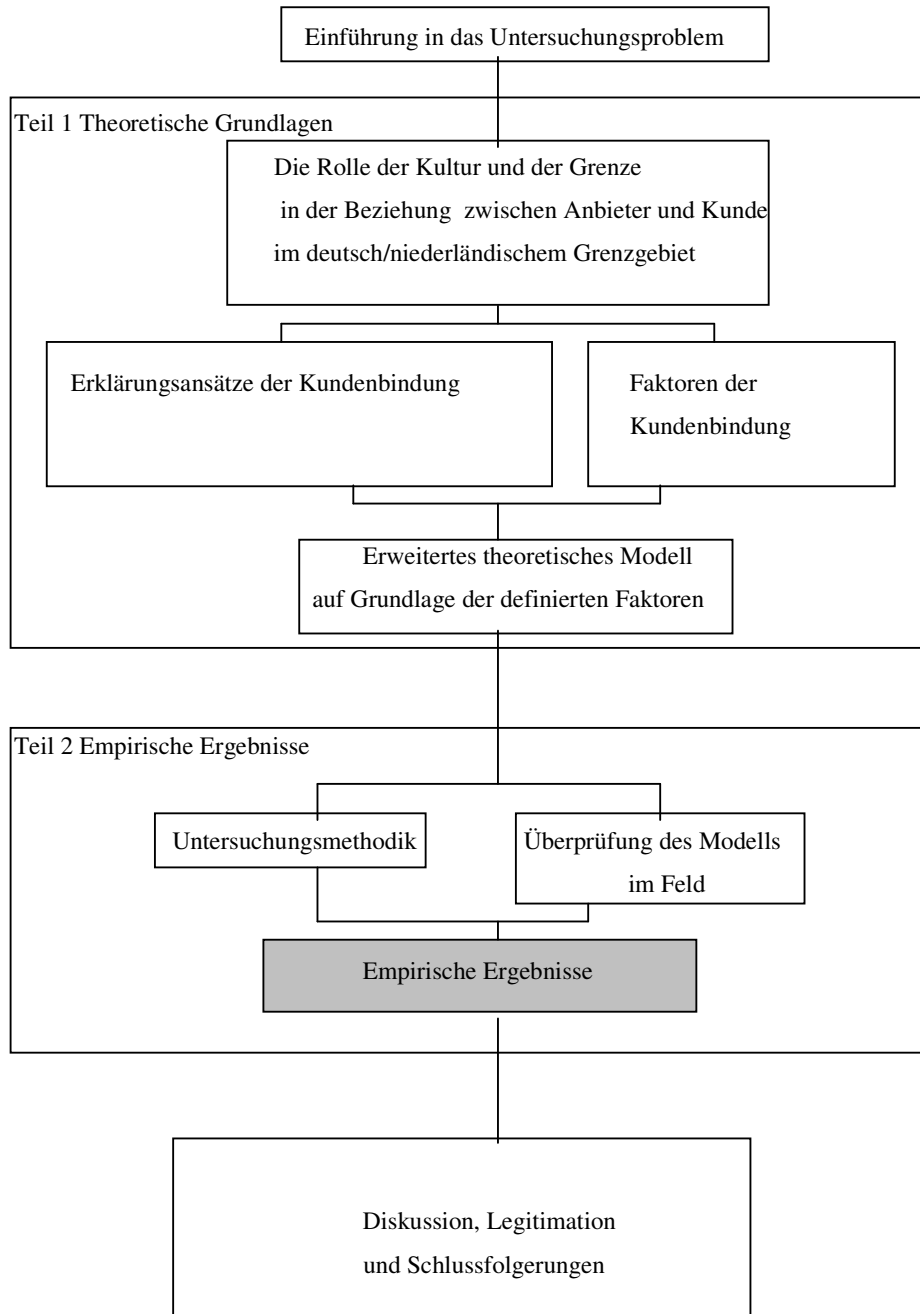 Einführung in das Untersuchungsproblem
Teil 1 Theoretische Grundlagen
Die Rolle der Kultur und der Grenze
in der Beziehung zwischen Anbieter und Kunde
im deutsch/niederländischem Grenzgebiet
Erklärungsansätze der Kundenbindung
Faktoren der
Kundenbindung
Erweitertes theoretisches Modell
auf Grundlage der definierten Faktoren
Teil 2 Empirische Ergebnisse
Untersuchungsmethodik
Überprüfung des Modells
im Feld
Empirische Ergebnisse
Diskussion, Legitimation
und Schlussfolgerungen